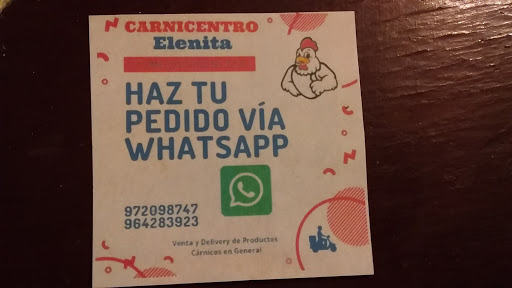 CARNICENTRO
Elenita
HAZ TU
PEDIDO VÍA
WHATSAPP
972098747
964283923
Venta y Delivery de Productos
Cárnicos en General